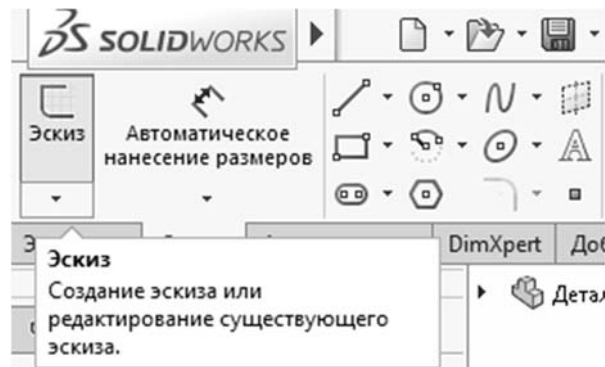 SOLIDWORKS
Эскиз
Автоматическое
нанесение размеров
DimXpert
Эскиз
Создание эскиза или
редактирование существующего
эскиза.